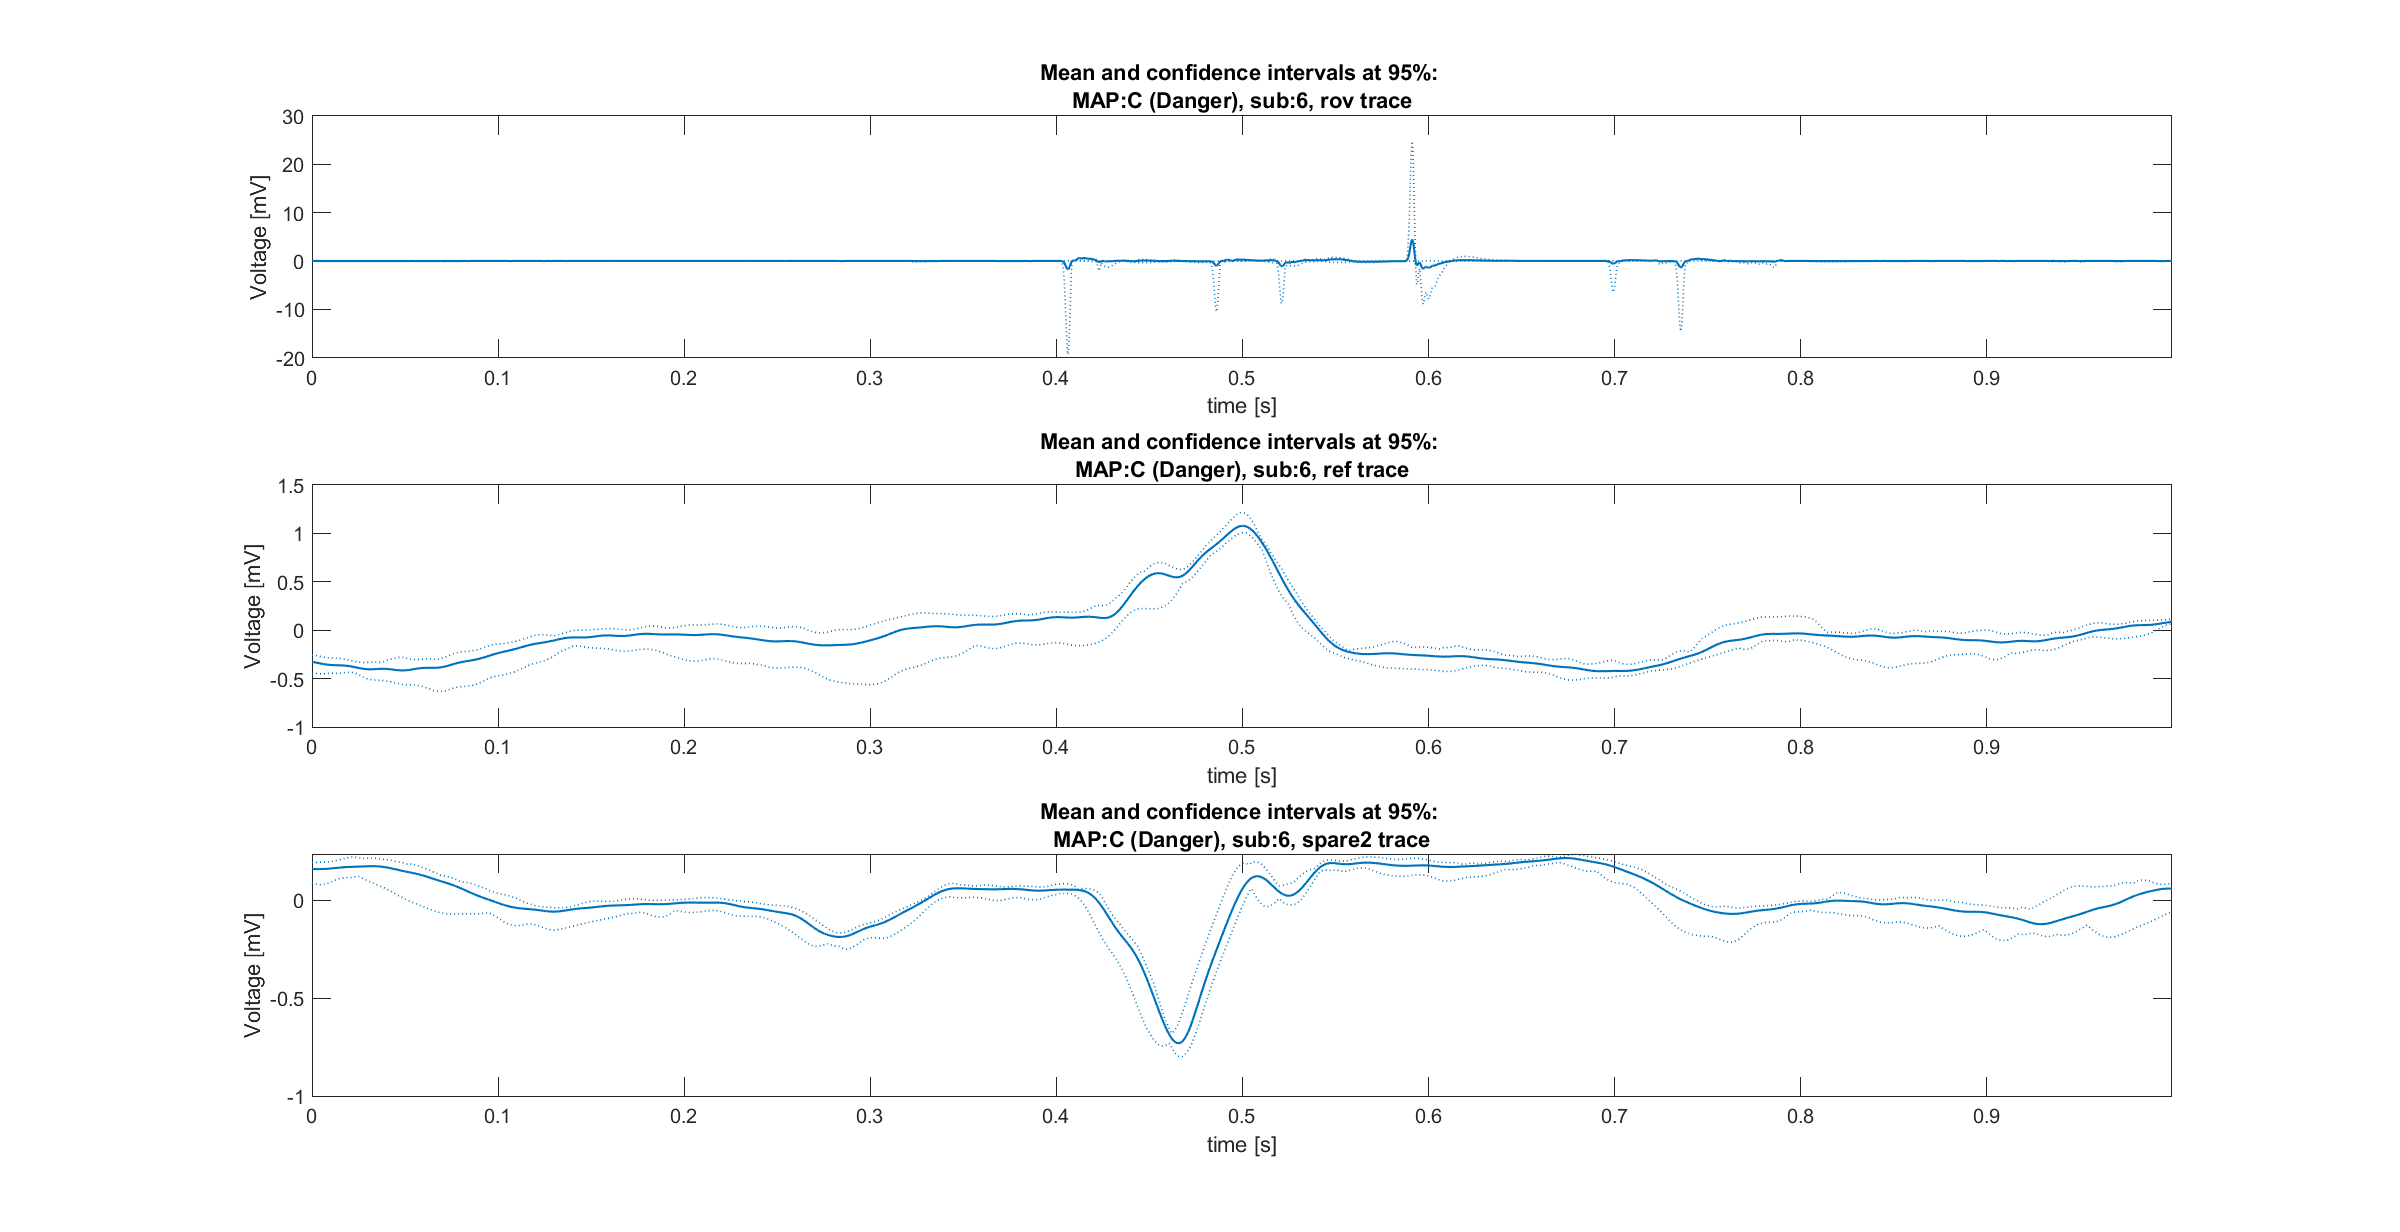 Mean and confidence intervals at 95%:
MAP:C (Danger), sub:6, rov trace
30
20
10
0
-10
-20
Voltage [mV]
0 0.1 0.2 0.3 0.4 0.5 0.6 0.7 0.8 0.9
time [s]
Mean and confidence intervals at 95%:
MAP:C (Danger), sub:6, ref trace
1.5
1
0.5
0
-0.5
-1
Voltage [mV]
0 0.1 0.2 0.3 0.4 0.5 0.6 0.7 0.8 0.9
time [s]
Mean and confidence intervals at 95%:
MAP:C (Danger), sub:6, spare2 trace
0
-0.5
-1
Voltage [mV]
0 0.1 0.2 0.3 0.4 0.5 0.6 0.7 0.8 0.9
time [s]